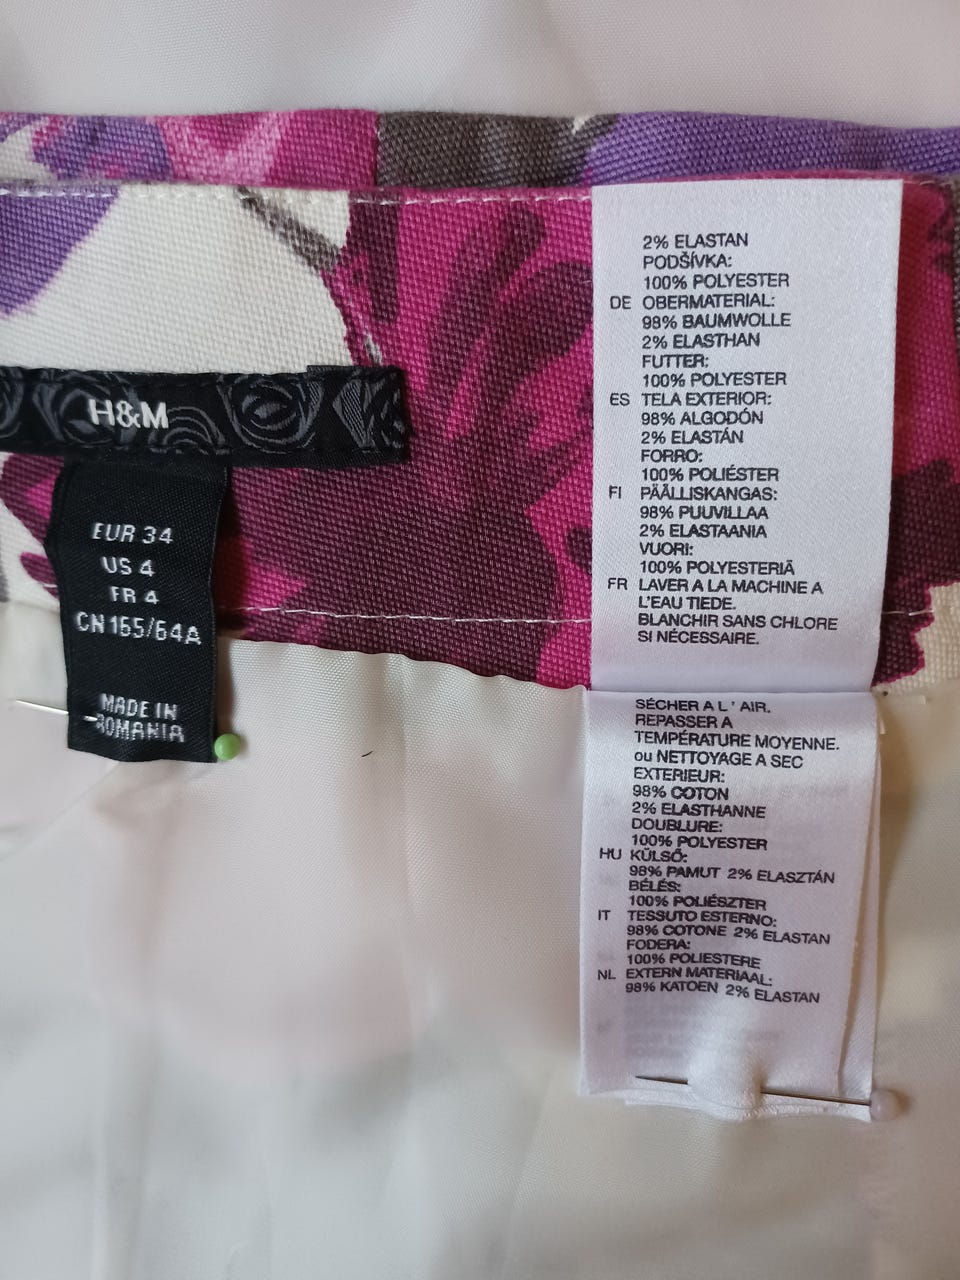 H&M
EUR 34
US 4
FR 4
CN 165/64A
MADE IN
ROMANIA
2% ELASTAN
PODŠÍVKA:
100% POLYESTER
DE OBERMATERIAL:
98% BAUMWOLLE
2% ELASTHAN
FUTTER:
100% POLYESTER
ES TELA EXTERIOR:
98% ALGODÓN
2% ELASTÁN
FORRO:
100% POLIÉSTER
FI PÄÄLLISKANGAS:
98% PUUVILLAA
2% ELASTAANIA
VUORI:
100% POLYESTERIÄ
FR LAVER A LA MACHINE A
L'EAU TIEDE.
BLANCHIR SANS CHLORE
SI NÉCESSAIRE.
SÉCHER A L ' AIR.
REPASSER A
TEMPÉRATURE MOYENNE.
ou NETTOYAGE A SEC
EXTERIEUR:
98% COTON
2% ELASTHANNE
DOUBLURE:
100% POLYESTER
HU KÜLSŐ:
98% PAMUT 2% ELASZTÁN
BÉLÉS:
100% POLIÉSZTER
IT TESSUTO ESTERNO:
98% COTONE 2% ELASTAN
FODERA:
100% POLIESTERE
NL EXTERN MATERIAAL:
98% KATOEN 2% ELASTAN